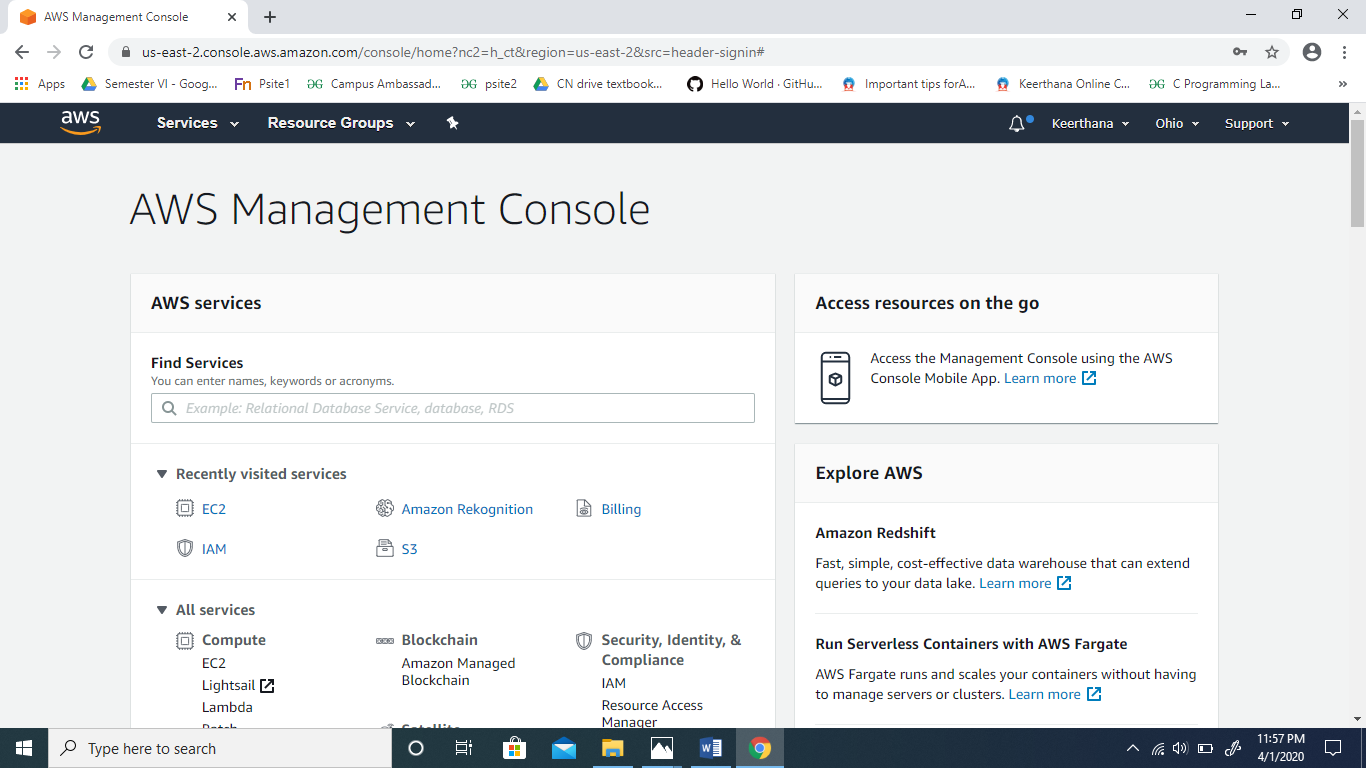 AWS Management Console
us-east-2.console.aws.amazon.com/console/home?nc2=h_ct&region=us-east-2&src=header-signin#
Apps Semester VI - Goog... Fn Psite1 Campus Ambassad... psite2 CN drive textbook... Hello World · GitHu... Important tips forA... Keerthana Online C... C Programming La... »
aws Services Resource Groups Keerthana Ohio Support
AWS Management Console
AWS services
Find Services
You can enter names, keywords or acronyms.
Example: Relational Database Service, database, RDS
Recently visited services
EC2 Amazon Rekognition Billing
IAM S3
All services
Compute
EC2
Lightsail
Lambda
Batch
Blockchain
Amazon Managed
Blockchain
Satellite
Security, Identity, &
Compliance
IAM
Resource Access
Manager
Access resources on the go
Access the Management Console using the AWS
Console Mobile App. Learn more
Explore AWS
Amazon Redshift
Fast, simple, cost-effective data warehouse that can extend
queries to your data lake. Learn more
Run Serverless Containers with AWS Fargate
AWS Fargate runs and scales your containers without having
to manage servers or clusters. Learn more
Type here to search
11:57 PM
4/1/2020